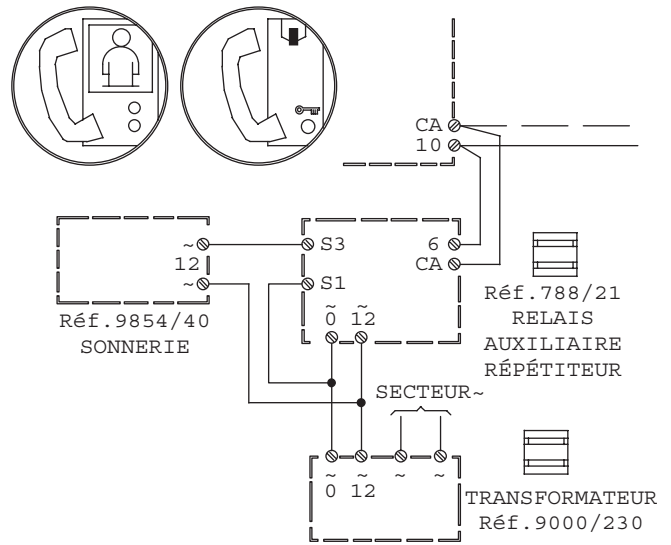 CA
10
~
12
~
S3
S1
6
CA
~ ~
0 12
Réf.9854/40
SONNERIE
Réf.788/21
RELAIS
AUXILIAIRE
RÉPÉTITEUR
SECTEUR~
~ ~ ~ ~
0 12
TRANSFORMATEUR
Réf.9000/230